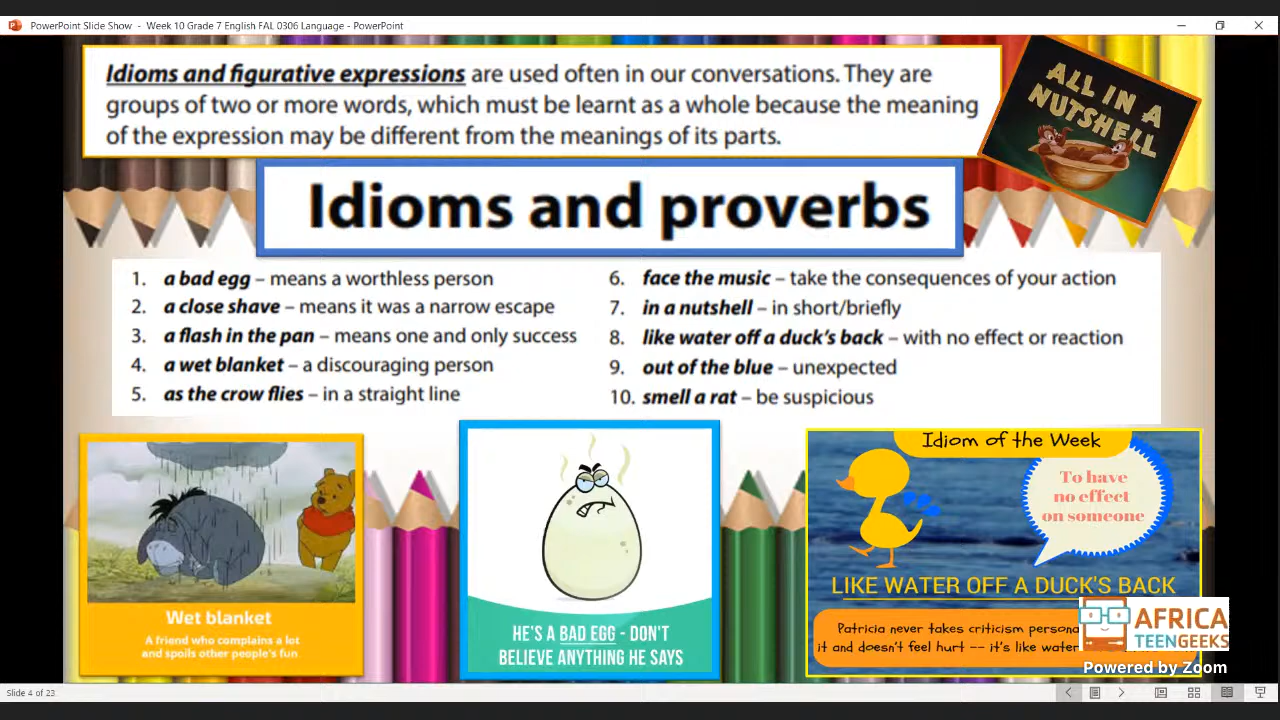 PowerPoint Slide Show - Week 10 Grade 7 English FAL 0306 Language - PowerPoint
Idioms and figurative expressions are used often in our conversations. They are
groups of two or more words, which must be learnt as a whole because the meaning
of the expression may be different from the meanings of its parts.
ALL IN A
NUTSHELL
Idioms and proverbs
1. a bad egg – means a worthless person
2. a close shave – means it was a narrow escape
3. a flash in the pan – means one and only success
4. a wet blanket – a discouraging person
5. as the crow flies – in a straight line
6. face the music – take the consequences of your action
7. in a nutshell – in short/briefly
8. like water off a duck's back – with no effect or reaction
9. out of the blue – unexpected
10. smell a rat – be suspicious
Wet blanket
A friend who complains a lot
and spoils other people's fun
HE'S A BAD EGG - DON'T
BELIEVE ANYTHING HE SAYS
Idiom of the Week
To have
no effect
on someone
LIKE WATER OFF A DUCK'S BACK
Patricia never takes criticism
it and doesn't feel hurt -- it's like water
AFRICA
TEENGEEKS
Powered by Zoom
Slide 4 of 23